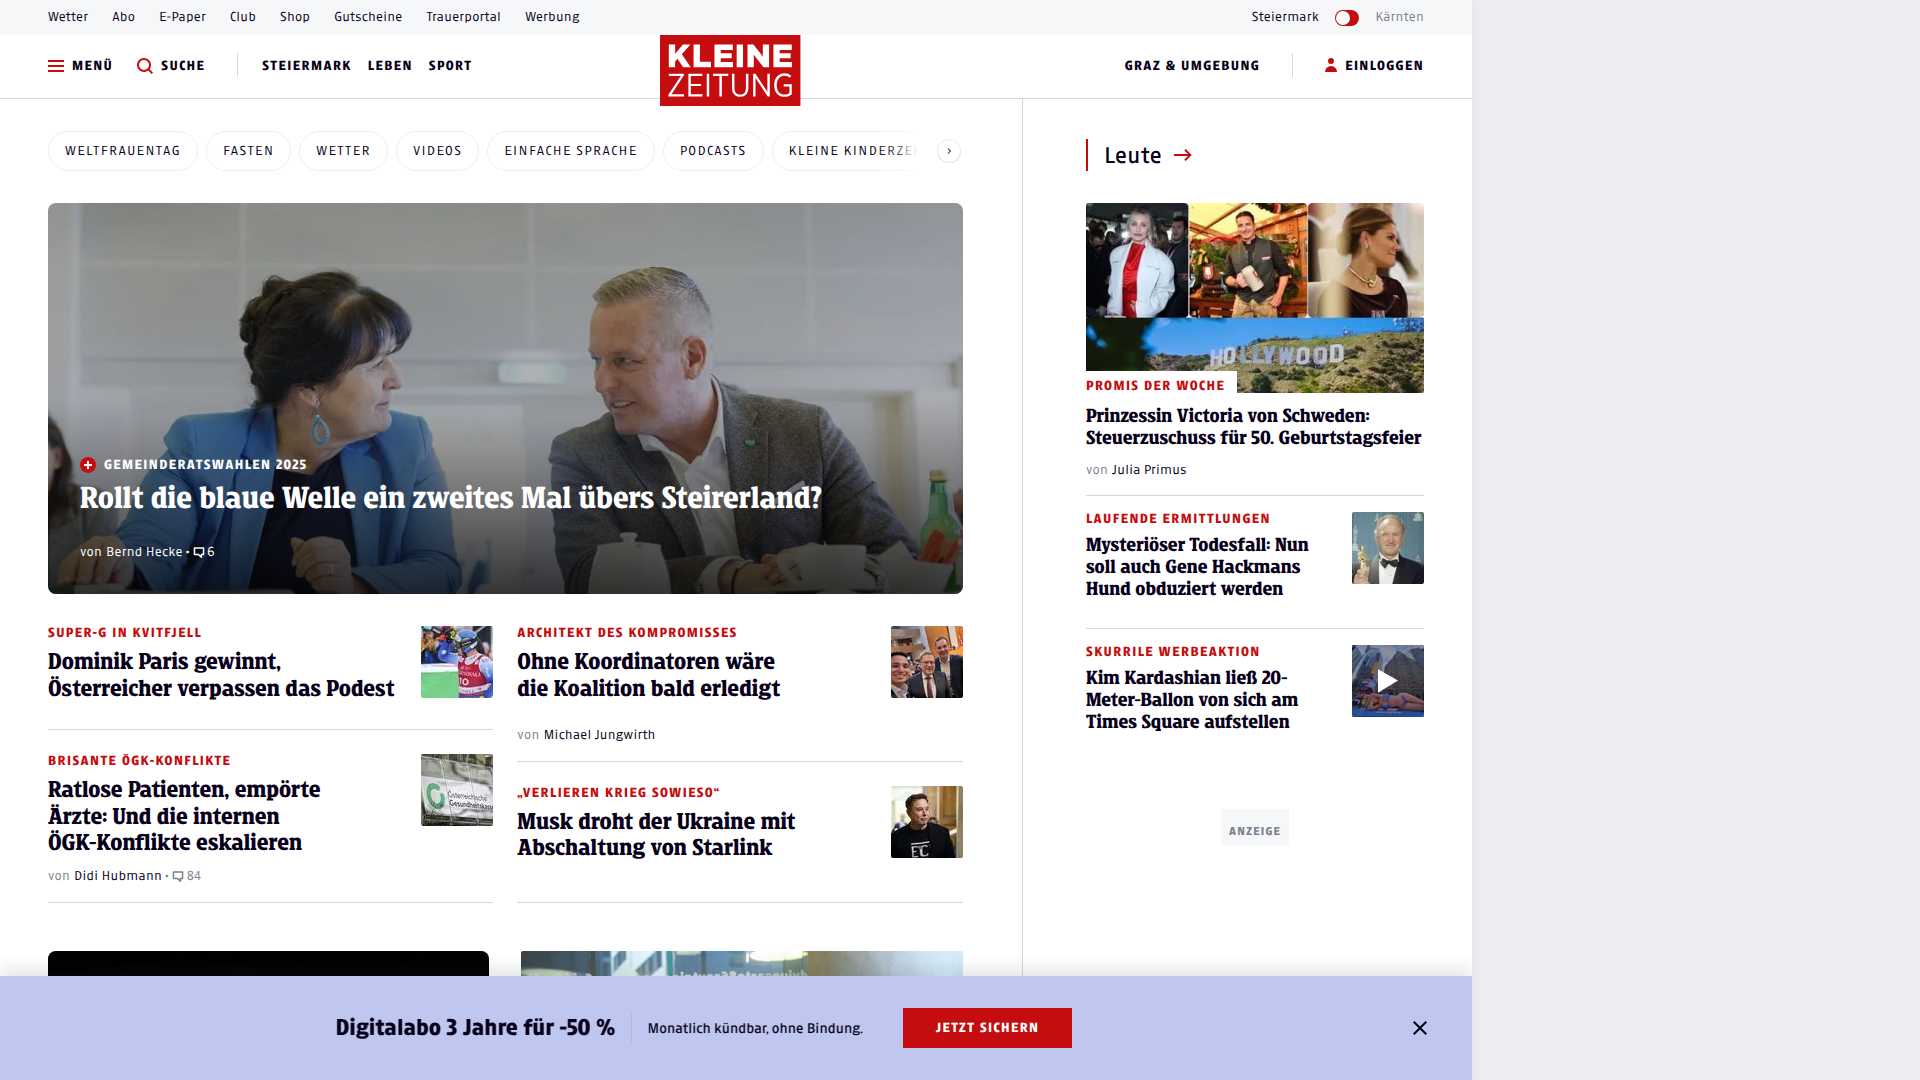 Wetter Abo E-Paper Club Shop Gutscheine Trauerportal Werbung
Steiermark Kärnten
MENÜ SUCHE STEIERMARK LEBEN SPORT
KLEINE
ZEITUNG
GRAZ & UMGEBUNG EINLOGGEN
WELTFRAUENTAG FASTEN WETTER VIDEOS EINFACHE SPRACHE PODCASTS KLEINE KINDERZE
GEMEINDERATSWAHLEN 2025
Rollt die blaue Welle ein zweites Mal übers Steirerland?
von Bernd Hecke • 6
SUPER-G IN KVITFJELL
Dominik Paris gewinnt,
Österreicher verpassen das Podest
BRISANTE ÖGK-KONFLIKTE
Ratlose Patienten, empörte
Ärzte: Und die internen
ÖGK-Konflikte eskalieren
von Didi Hubmann • 84
Österreichische
Gesundheitskasse
ARCHITEKT DES KOMPROMISSES
Ohne Koordinatoren wäre
die Koalition bald erledigt
von Michael Jungwirth
„VERLIEREN KRIEG SOWIESO“
Musk droht der Ukraine mit
Abschaltung von Starlink
Leute
HOLLYWOOD
PROMIS DER WOCHE
Prinzessin Victoria von Schweden:
Steuerzuschuss für 50. Geburtstagsfeier
von Julia Primus
LAUFENDE ERMITTLUNGEN
Mysteriöser Todesfall: Nun
soll auch Gene Hackmans
Hund obduziert werden
SKURRILE WERBEAKTION
Kim Kardashian ließ 20-
Meter-Ballon von sich am
Times Square aufstellen
ANZEIGE
Digitalabo 3 Jahre für -50 %
Monatlich kündbar, ohne Bindung.
JETZT SICHERN